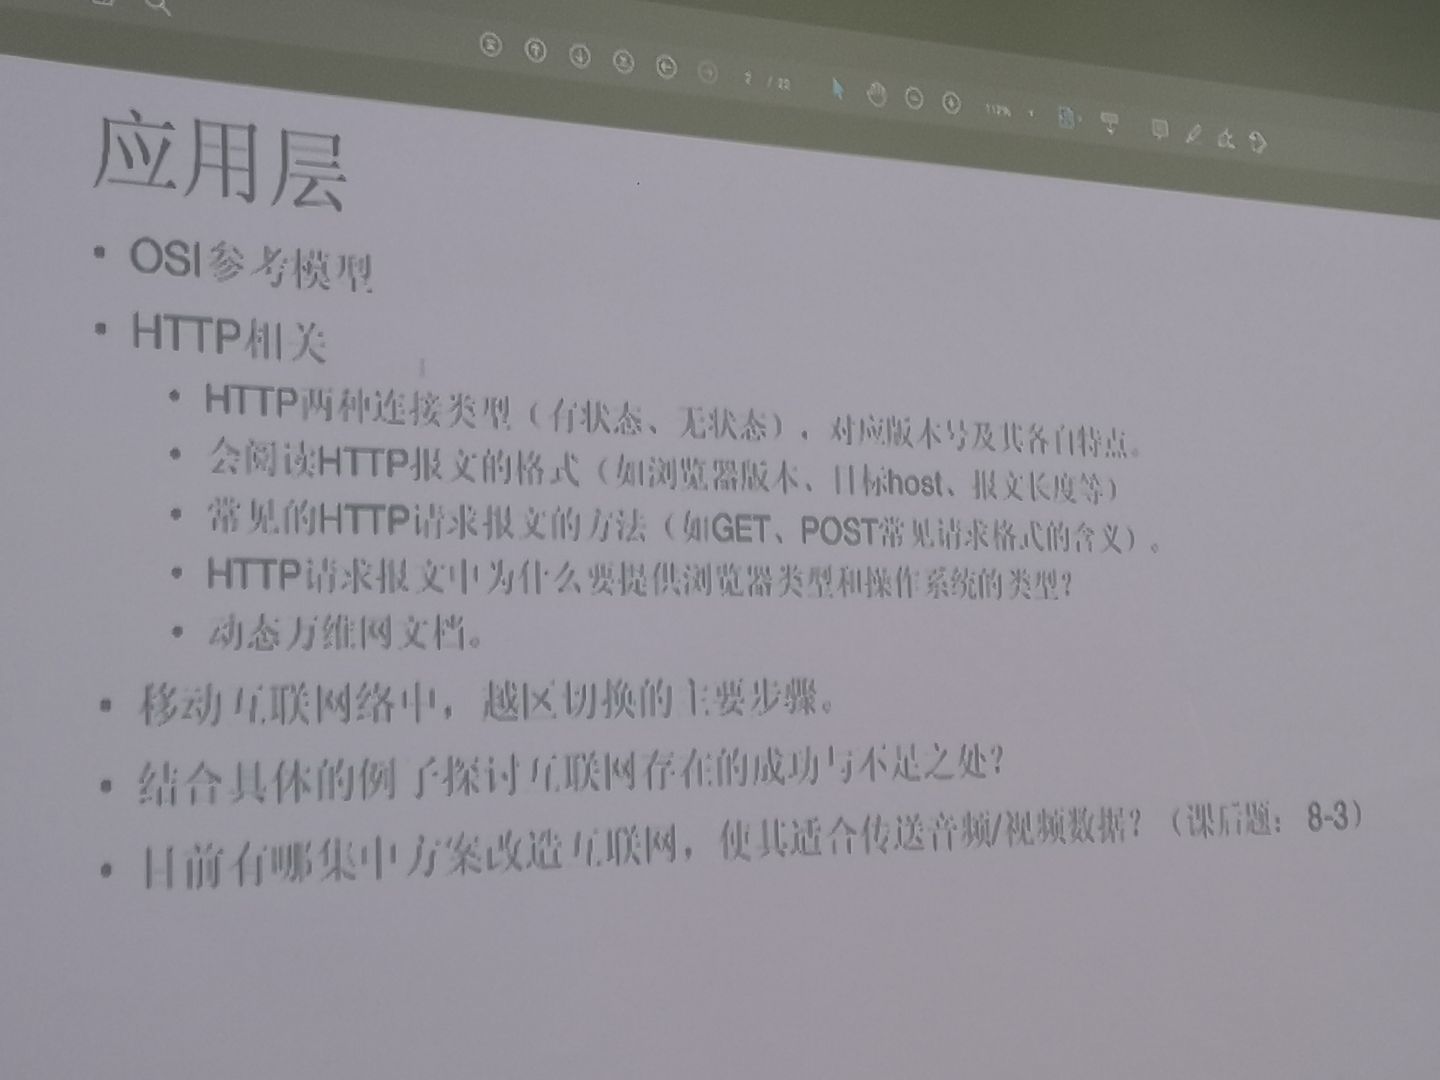 2 / 22
112%
应用层
• OSI参考模型
• HTTP相关
• HTTP两种连接类型（有状态、无状态），对应版本号及其各自特点。
• 会阅读HTTP报文的格式（如浏览器版本、目标host、报文长度等）
• 常见的HTTP请求报文的方法（如GET、POST常见请求格式的含义）。
• HTTP请求报文中为什么要提供浏览器类型和操作系统的类型？
• 动态万维网文档。
• 移动互联网络中，越区切换的主要步骤。
• 结合具体的例子探讨互联网存在的成功与不足之处？
• 目前有哪集中方案改造互联网，使其适合传送音频/视频数据？（课后题：8-3）